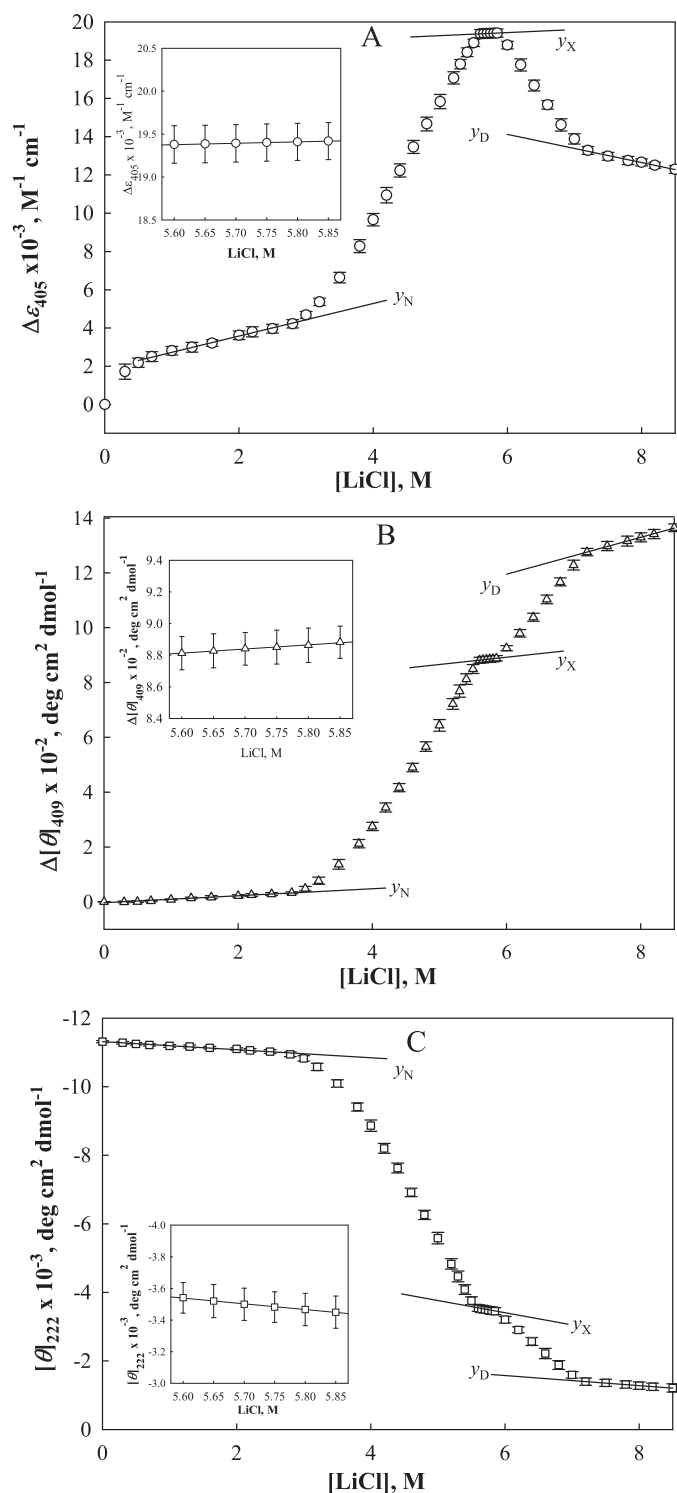 A
20
18
16
14
12
10
8
6
4
2
0
Δε₄₀₅ x10⁻³, M⁻¹ cm⁻¹
20.5
20.0
19.5
19.0
18.5
Δε₄₀₅ x 10⁻³, M⁻¹ cm⁻¹
5.60 5.65 5.70 5.75 5.80 5.85
LiCl, M
yX
yD
yN
0 2 4 6 8
[LiCl], M
B
14
12
10
8
6
4
2
0
Δ[θ]₄₀₉ x 10⁻², deg cm² dmol⁻¹
9.4
9.0
8.8
8.4
Δ[θ]₄₀₉ x 10⁻², deg cm² dmol⁻¹
5.60 5.65 5.70 5.75 5.80 5.85
LiCl, M
yD
yX
yN
0 2 4 6 8
[LiCl], M
C
-12
-10
-8
-6
-4
-2
0
[θ]₂₂₂ x 10⁻³, deg cm² dmol⁻¹
yN
-4.0
-3.6
-3.3
-3.0
[θ]₂₂₂ x 10⁻³, deg cm² dmol⁻¹
5.60 5.65 5.70 5.75 5.80 5.85
LiCl, M
yX
yD
0 2 4 6 8
[LiCl], M